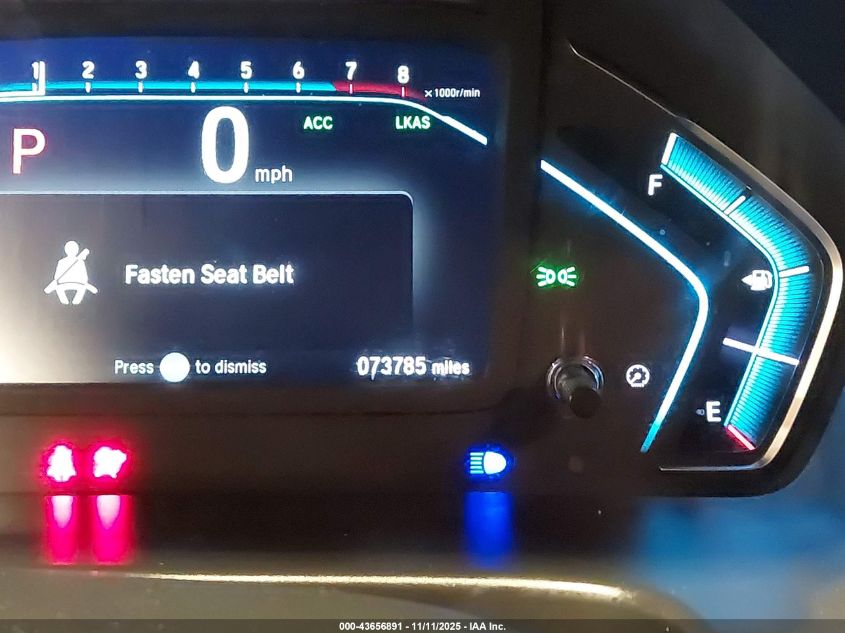 1 2 3 4 5 6 7 8
x1000r/min
ACC LKAS
P 0 mph
F
Fasten Seat Belt
Press to dismiss 073785 miles
E
000-43656891 - 11/11/2025 - IAA Inc.